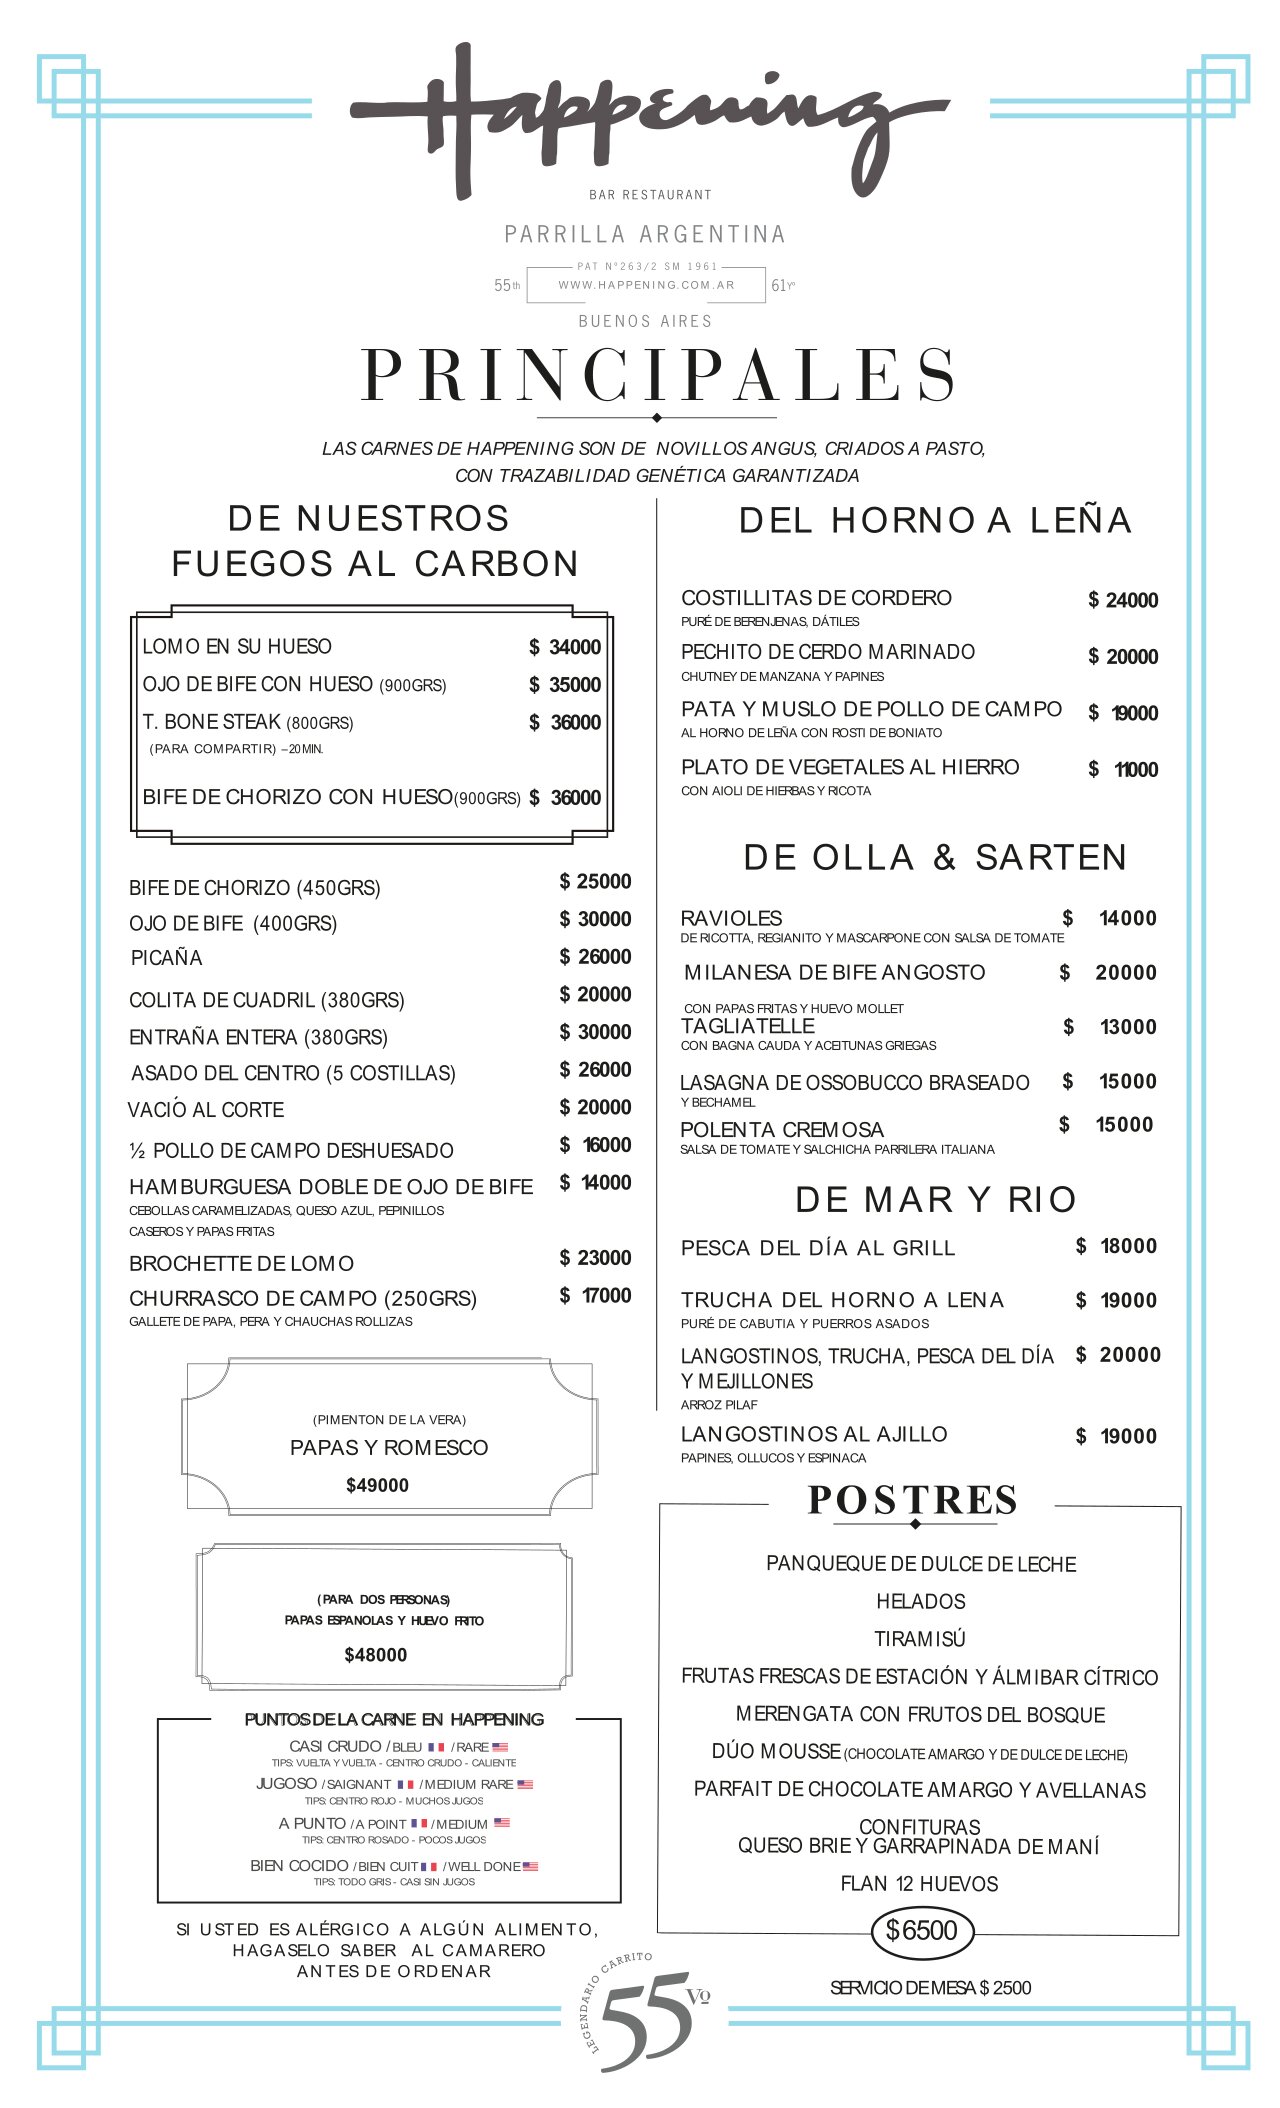 Happening
BAR RESTAURANT
PARRILLA ARGENTINA
PAT Nº263/2 SM 1961
55th WWW.HAPPENING.COM.AR 61Yº
BUENOS AIRES
PRINCIPALES
LAS CARNES DE HAPPENING SON DE NOVILLOS ANGUS, CRIADOS A PASTO,
CON TRAZABILIDAD GENÉTICA GARANTIZADA
DE NUESTROS
FUEGOS AL CARBON
LOMO EN SU HUESO $ 34000
OJO DE BIFE CON HUESO (900GRS) $ 35000
T. BONE STEAK (800GRS) $ 36000
(PARA COMPARTIR) –20MIN.
BIFE DE CHORIZO CON HUESO(900GRS) $ 36000
BIFE DE CHORIZO (450GRS) $ 25000
OJO DE BIFE (400GRS) $ 30000
PICAÑA $ 26000
COLITA DE CUADRIL (380GRS) $ 20000
ENTRAÑA ENTERA (380GRS) $ 30000
ASADO DEL CENTRO (5 COSTILLAS) $ 26000
VACIÓ AL CORTE $ 20000
½ POLLO DE CAMPO DESHUESADO $ 16000
HAMBURGUESA DOBLE DE OJO DE BIFE $ 14000
CEBOLLAS CARAMELIZADAS, QUESO AZUL, PEPINILLOS
CASEROS Y PAPAS FRITAS
BROCHETTE DE LOMO $ 23000
CHURRASCO DE CAMPO (250GRS) $ 17000
GALLETE DE PAPA, PERA Y CHAUCHAS ROLLIZAS
(PIMENTON DE LA VERA)
PAPAS Y ROMESCO
$49000
(PARA DOS PERSONAS)
PAPAS ESPANOLAS Y HUEVO FRITO
$48000
PUNTOS DE LA CARNE EN HAPPENING
CASI CRUDO / BLEU / RARE
TIPS: VUELTA Y VUELTA - CENTRO CRUDO - CALIENTE
JUGOSO / SAIGNANT / MEDIUM RARE
TIPS: CENTRO ROJO - MUCHOS JUGOS
A PUNTO / A POINT / MEDIUM
TIPS: CENTRO ROSADO - POCOS JUGOS
BIEN COCIDO / BIEN CUIT / WELL DONE
TIPS: TODO GRIS - CASI SIN JUGOS
SI USTED ES ALÉRGICO A ALGÚN ALIMENTO,
HAGASELO SABER AL CAMARERO
ANTES DE ORDENAR
DEL HORNO A LEÑA
COSTILLITAS DE CORDERO $ 24000
PURÉ DE BERENJENAS, DÁTILES
PECHITO DE CERDO MARINADO $ 20000
CHUTNEY DE MANZANA Y PAPINES
PATA Y MUSLO DE POLLO DE CAMPO $ 19000
AL HORNO DE LEÑA CON ROSTI DE BONIATO
PLATO DE VEGETALES AL HIERRO $ 11000
CON AIOLI DE HIERBAS Y RICOTA
DE OLLA & SARTEN
RAVIOLES $ 14000
DE RICOTTA, REGIANITO Y MASCARPONE CON SALSA DE TOMATE
MILANESA DE BIFE ANGOSTO $ 20000
CON PAPAS FRITAS Y HUEVO MOLLET
TAGLIATELLE $ 13000
CON BAGNA CAUDA Y ACEITUNAS GRIEGAS
LASAGNA DE OSSOBUCCO BRASEADO $ 15000
Y BECHAMEL
POLENTA CREMOSA $ 15000
SALSA DE TOMATE Y SALCHICHA PARRILERA ITALIANA
DE MAR Y RIO
PESCA DEL DÍA AL GRILL $ 18000
TRUCHA DEL HORNO A LENA $ 19000
PURÉ DE CABUTIA Y PUERROS ASADOS
LANGOSTINOS, TRUCHA, PESCA DEL DÍA $ 20000
Y MEJILLONES
ARROZ PILAF
LANGOSTINOS AL AJILLO $ 19000
PAPINES, OLLUCOS Y ESPINACA
POSTRES
PANQUEQUE DE DULCE DE LECHE
HELADOS
TIRAMISÚ
FRUTAS FRESCAS DE ESTACIÓN Y ÁLMIBAR CÍTRICO
MERENGATA CON FRUTOS DEL BOSQUE
DÚO MOUSSE (CHOCOLATE AMARGO Y DE DULCE DE LECHE)
PARFAIT DE CHOCOLATE AMARGO Y AVELLANAS
CONFITURAS
QUESO BRIE Y GARRAPINADA DE MANÍ
FLAN 12 HUEVOS
$6500
SERVICIO DE MESA $ 2500
LEGENDARIO CARRITO
55 Vº